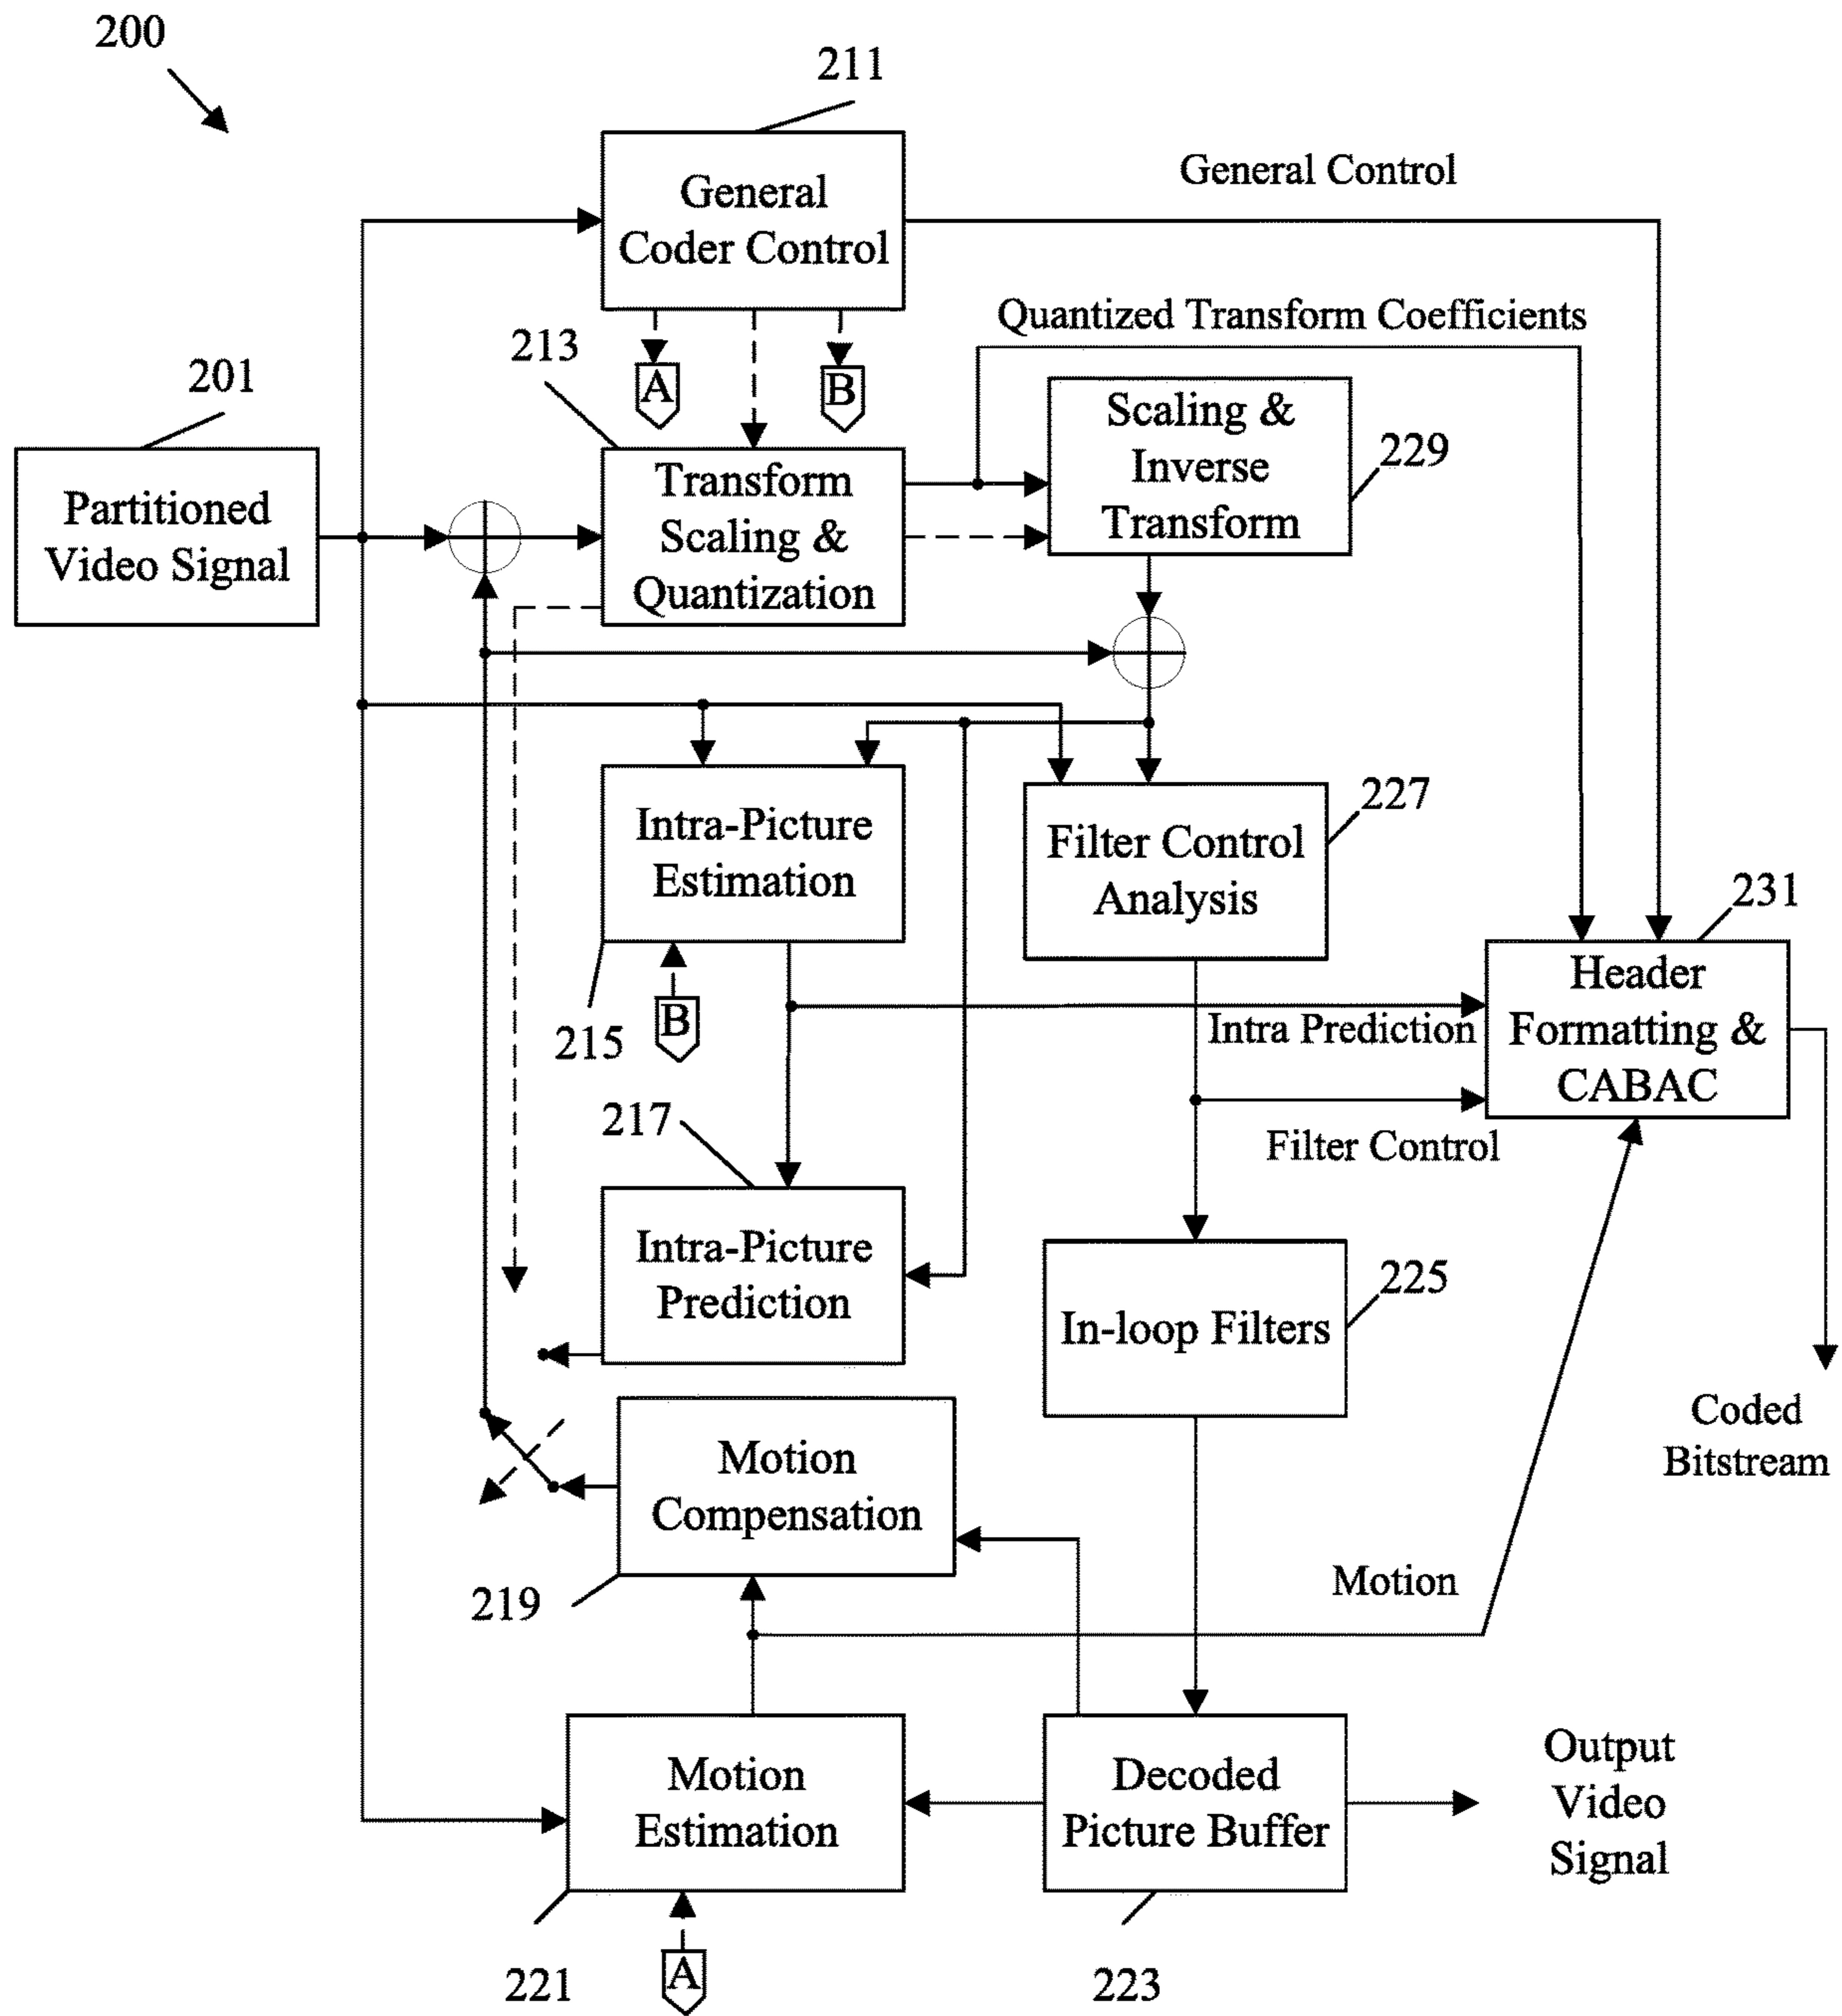 200
211
General
Coder Control
General Control
Quantized Transform Coefficients
213
A
B
201
Partitioned
Video Signal
Transform
Scaling &
Quantization
Scaling &
Inverse
Transform
229
Intra-Picture
Estimation
227
Filter Control
Analysis
231
Header
Formatting &
CABAC
215
B
Intra Prediction
217
Filter Control
Intra-Picture
Prediction
225
In-loop Filters
Coded
Bitstream
Motion
Compensation
219
Motion
Motion
Estimation
Decoded
Picture Buffer
Output
Video
Signal
221
A
223